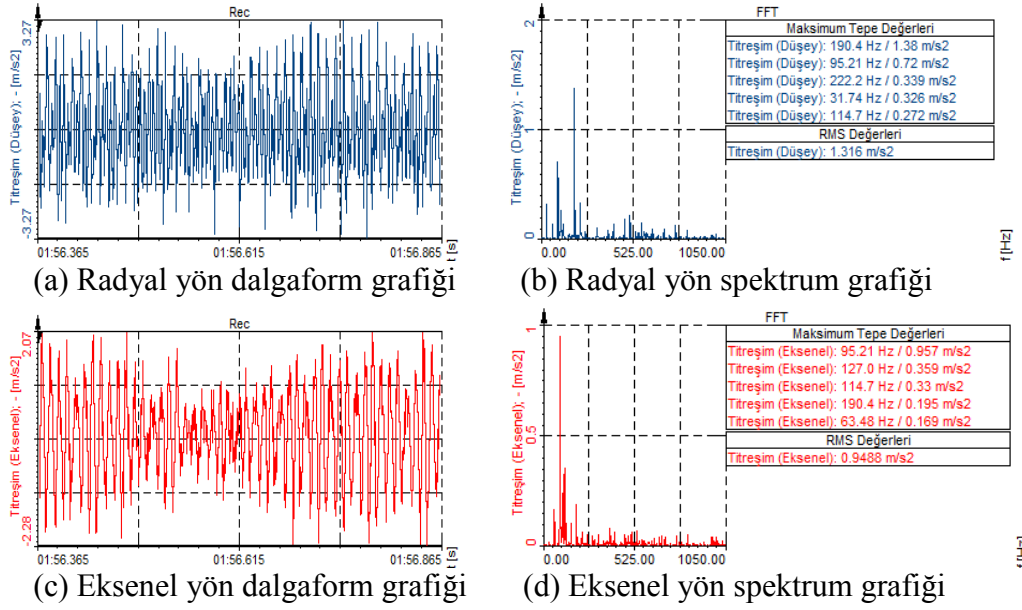 Rec
3.27
Titreşim (Düşey); - [m/s2]
-3.27
01:56.365
01:56.615
01:56.865
t [s]
(a) Radyal yön dalgaform grafiği
FFT
2
Titreşim (Düşey); - [m/s2]
1
0
0.00
525.00
1050.00
f [Hz]
Maksimum Tepe Değerleri
Titreşim (Düşey): 190.4 Hz / 1.38 m/s2
Titreşim (Düşey): 95.21 Hz / 0.72 m/s2
Titreşim (Düşey): 222.2 Hz / 0.339 m/s2
Titreşim (Düşey): 31.74 Hz / 0.326 m/s2
Titreşim (Düşey): 114.7 Hz / 0.272 m/s2
RMS Değerleri
Titreşim (Düşey): 1.316 m/s2
(b) Radyal yön spektrum grafiği
Rec
2.07
Titreşim (Eksenel); - [m/s2]
-2.28
01:56.365
01:56.615
01:56.865
t [s]
(c) Eksenel yön dalgaform grafiği
FFT
1
Titreşim (Eksenel); - [m/s2]
0.5
0
0.00
525.00
1050.00
f [Hz]
Maksimum Tepe Değerleri
Titreşim (Eksenel): 95.21 Hz / 0.957 m/s2
Titreşim (Eksenel): 127.0 Hz / 0.359 m/s2
Titreşim (Eksenel): 114.7 Hz / 0.33 m/s2
Titreşim (Eksenel): 190.4 Hz / 0.195 m/s2
Titreşim (Eksenel): 63.48 Hz / 0.169 m/s2
RMS Değerleri
Titreşim (Eksenel): 0.9488 m/s2
(d) Eksenel yön spektrum grafiği